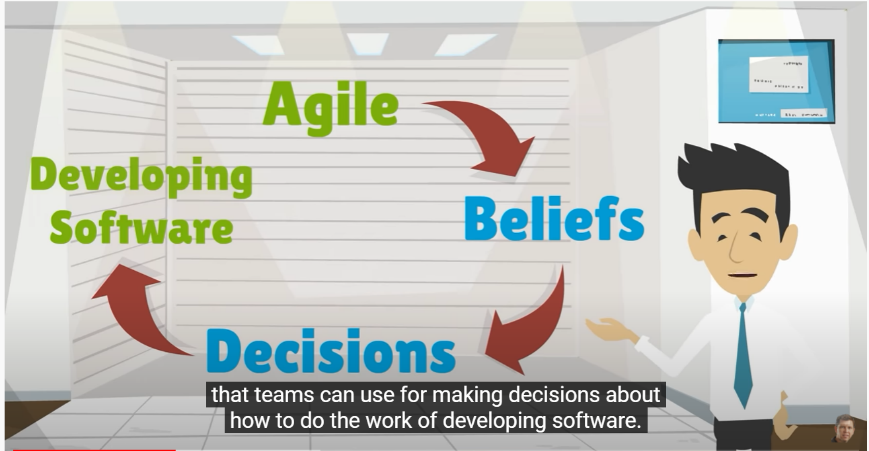 Agile
Developing
Software
Beliefs
Decisions
that teams can use for making decisions about
how to do the work of developing software.